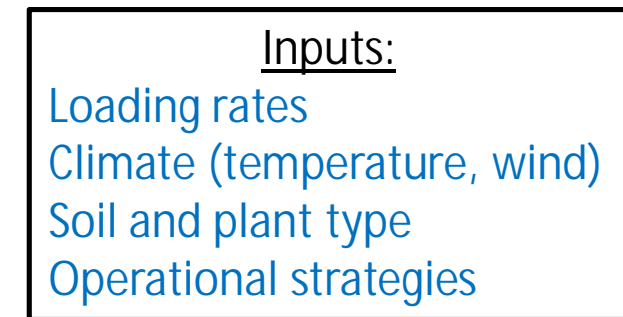 Inputs:
Loading rates
Climate (temperature, wind)
Soil and plant type
Operational strategies